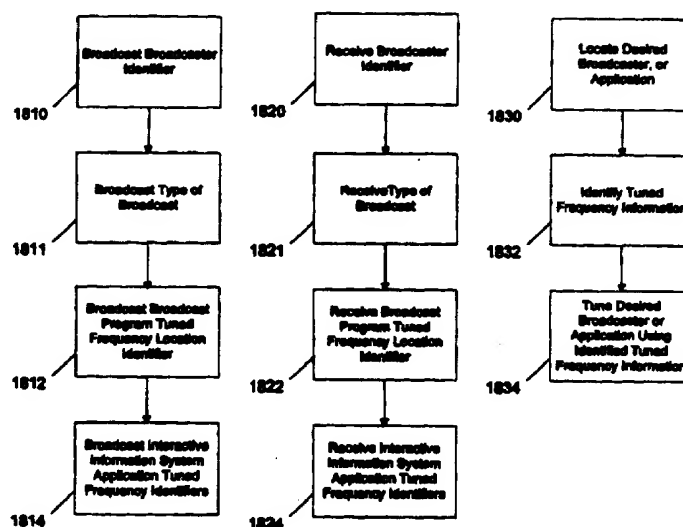 Broadcast Broadcaster
Identifier
1810
Broadcast Type of
Broadcast
1811
Broadcast Broadcast
Program Tuned
Frequency Location
Identifier
1812
Broadcast Interactive
Information System
Application Tuned
Frequency Identifiers
1814
Receive Broadcaster
Identifier
1820
ReceiveType of
Broadcast
1821
Receive Broadcast
Program Tuned
Frequency Location
Identifier
1822
Receive Interactive
Information System
Application Tuned
Frequency Identifiers
1824
Locate Desired
Broadcaster, or
Application
1830
Identify Tuned
Frequency Information
1832
Tune Desired
Broadcaster or
Application Using
Identified Tuned
Frequency Information
1834